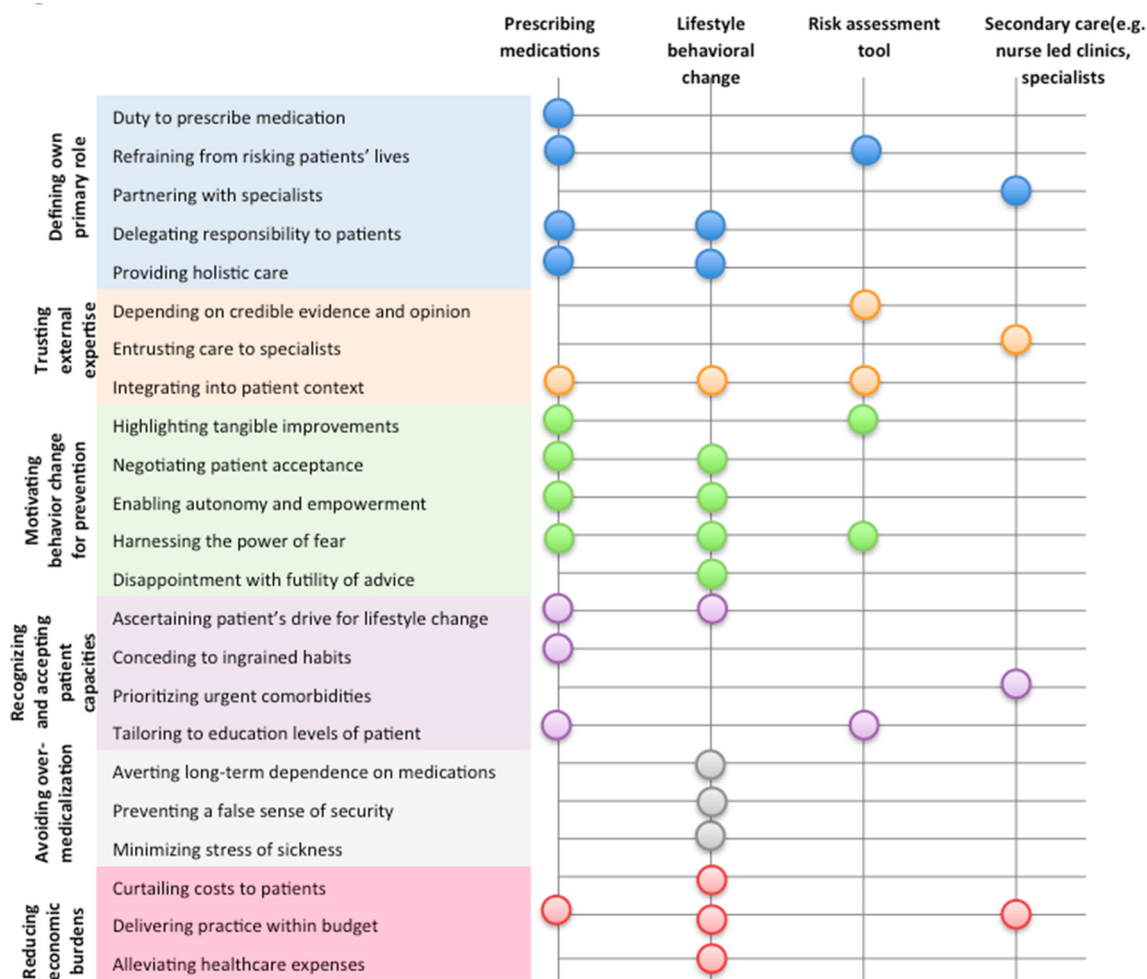 Prescribing
medications
Lifestyle
behavioral
change
Risk assessment
tool
Secondary care(e.g.
nurse led clinics,
specialists
Defining own
primary role
Duty to prescribe medication
Refraining from risking patients’ lives
Partnering with specialists
Delegating responsibility to patients
Providing holistic care
Trusting
external
expertise
Depending on credible evidence and opinion
Entrusting care to specialists
Integrating into patient context
Motivating
behavior change
for prevention
Highlighting tangible improvements
Negotiating patient acceptance
Enabling autonomy and empowerment
Harnessing the power of fear
Disappointment with futility of advice
Recognizing
and accepting
patient
capacities
Ascertaining patient’s drive for lifestyle change
Conceding to ingrained habits
Prioritizing urgent comorbidities
Tailoring to education levels of patient
Avoiding over-
medicalization
Averting long-term dependence on medications
Preventing a false sense of security
Minimizing stress of sickness
Reducing
economic
burdens
Curtailing costs to patients
Delivering practice within budget
Alleviating healthcare expenses